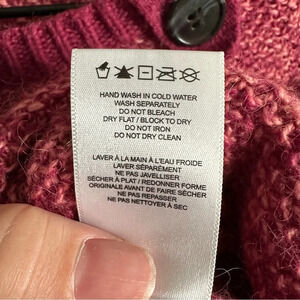 HAND WASH IN COLD WATER
WASH SEPARATELY
DO NOT BLEACH
DRY FLAT / BLOCK TO DRY
DO NOT IRON
DO NOT DRY CLEAN
LAVER À LA MAIN À L'EAU FROIDE
LAVER SÉPARÉMENT
NE PAS JAVELLISER
SÉCHER À PLAT / REDONNER FORME
ORIGINALE AVANT DE FAIRE SÉCHER
NE PAS REPASSER
NE PAS NETTOYER À SEC